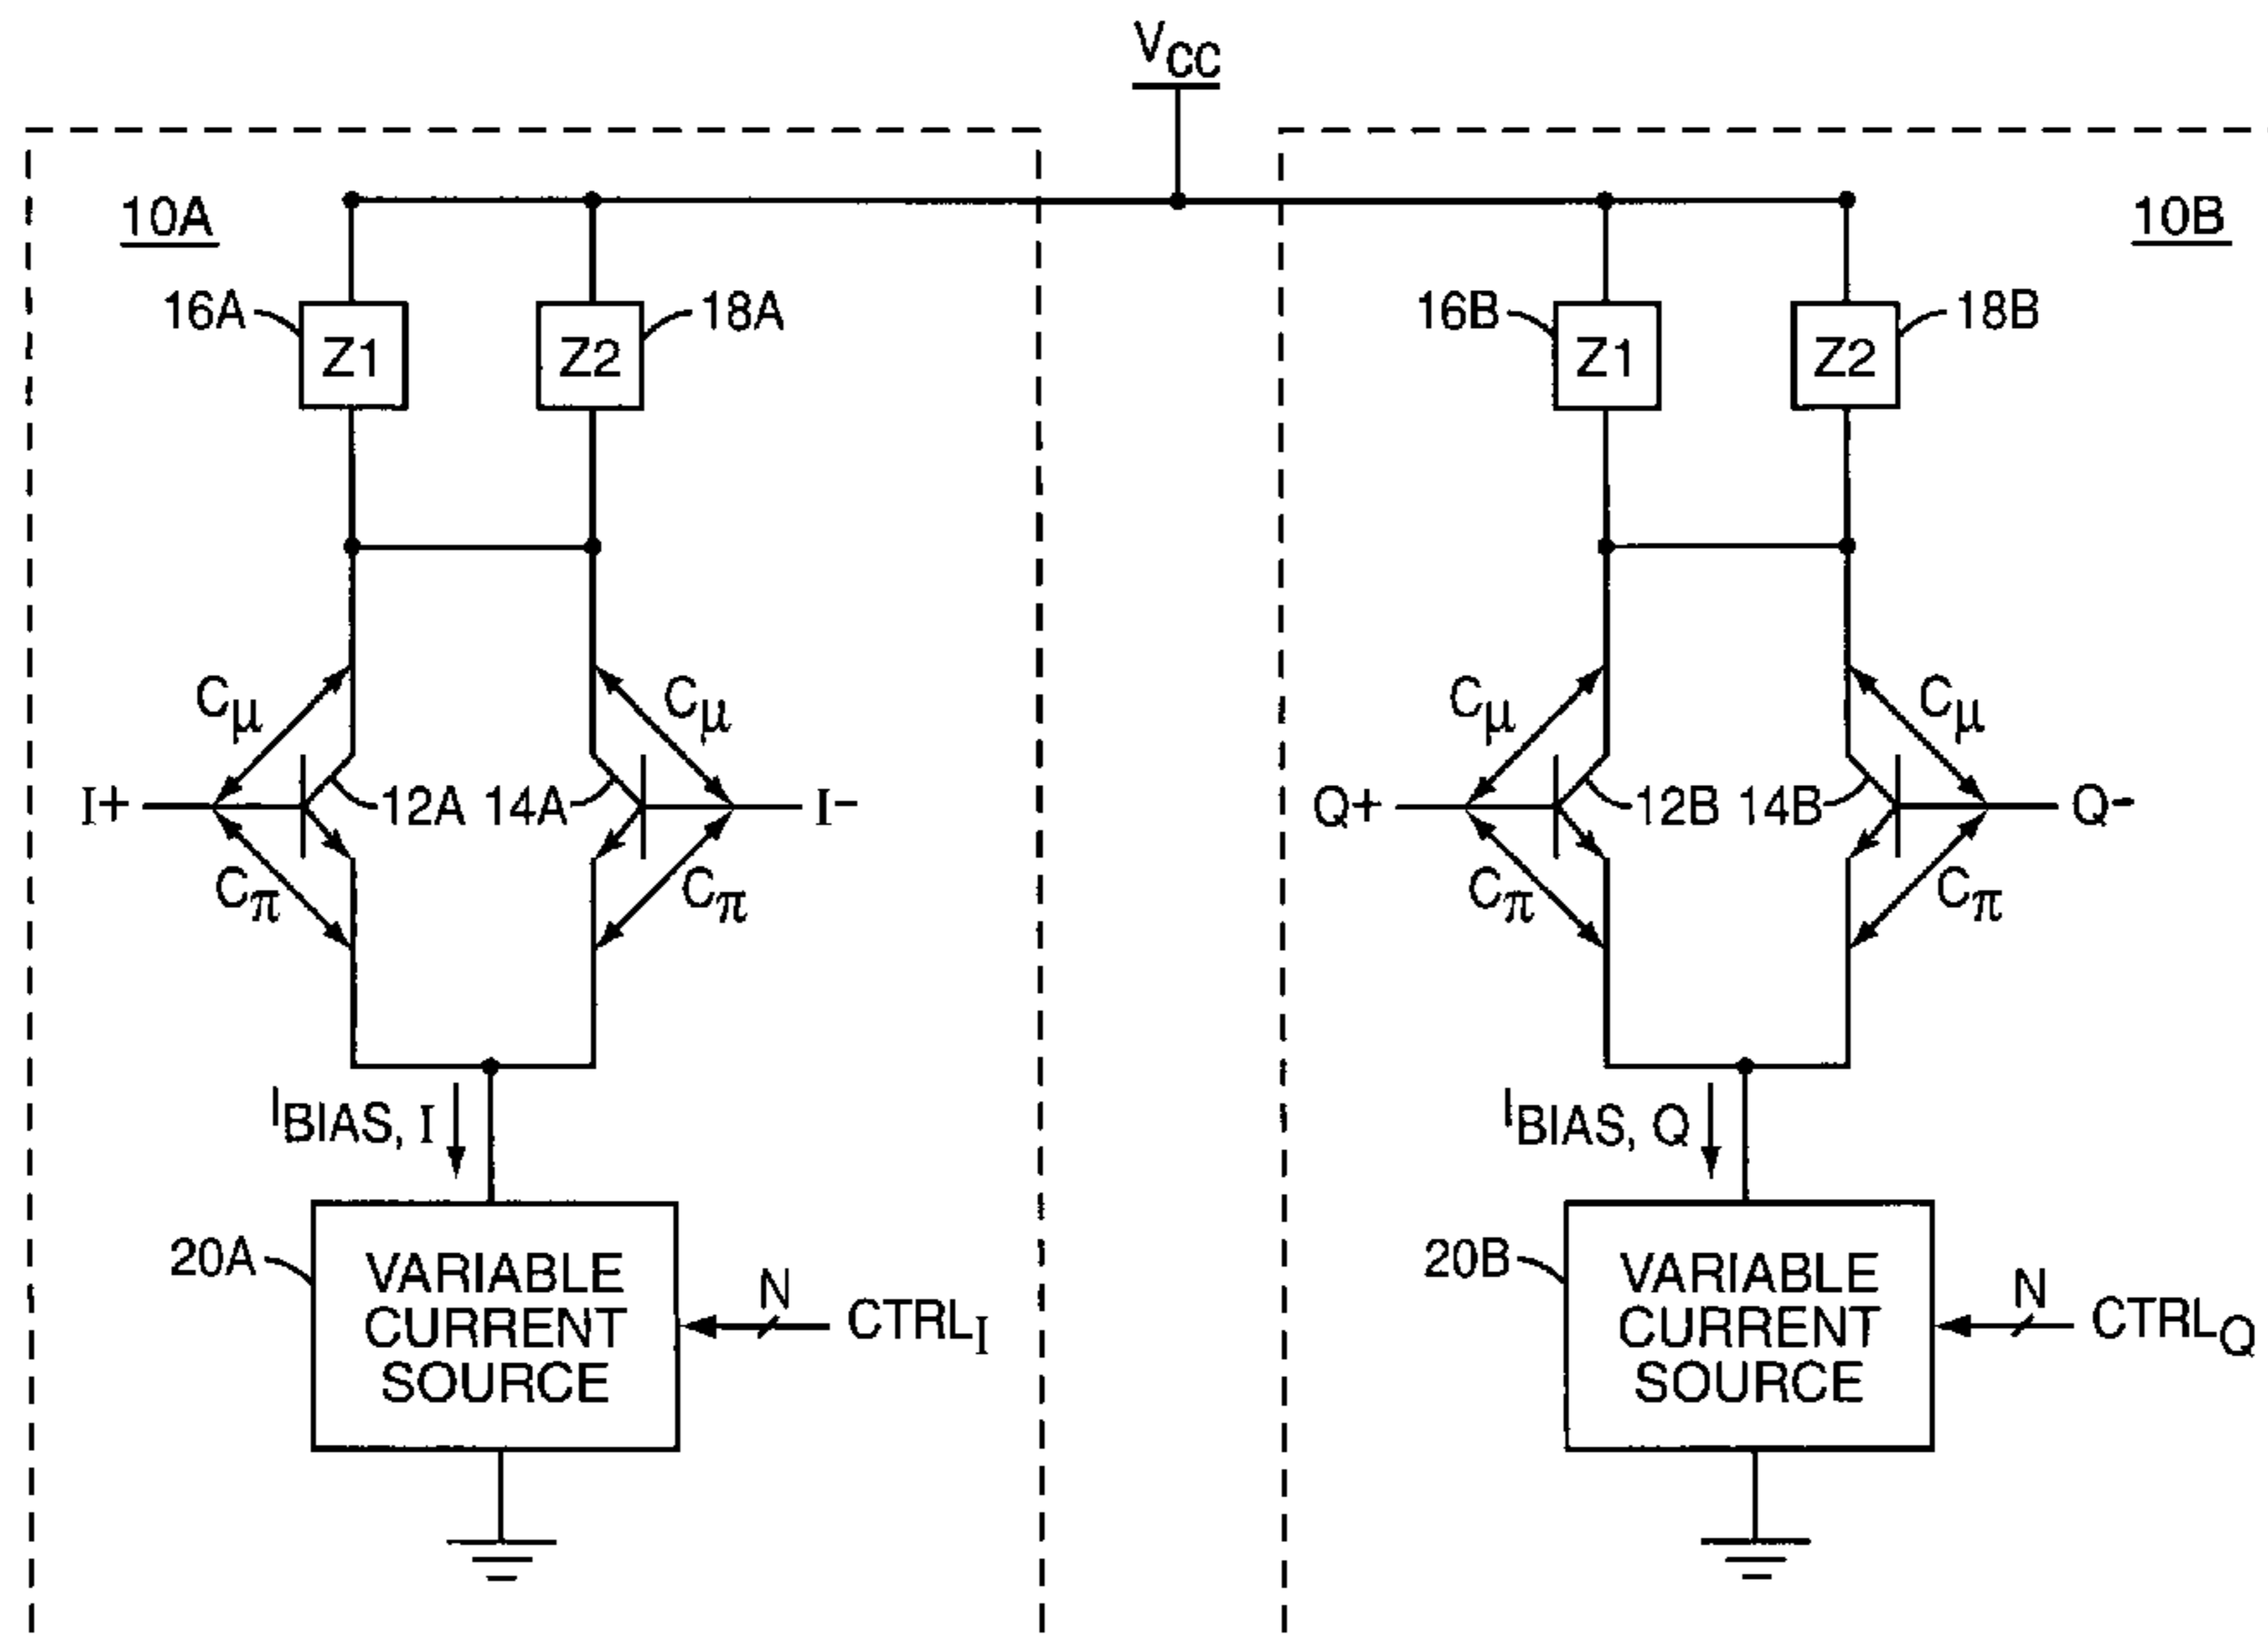 VCC
10A
10B
16A
Z1
Z2
18A
16B
Z1
Z2
18B
Cμ
Cμ
Cμ
Cμ
I+
12A
14A
I-
Q+
12B
14B
Q-
Cπ
Cπ
Cπ
Cπ
IBIAS, I
IBIAS, Q
20A
VARIABLE
CURRENT
SOURCE
N
CTRLI
20B
VARIABLE
CURRENT
SOURCE
N
CTRLQ